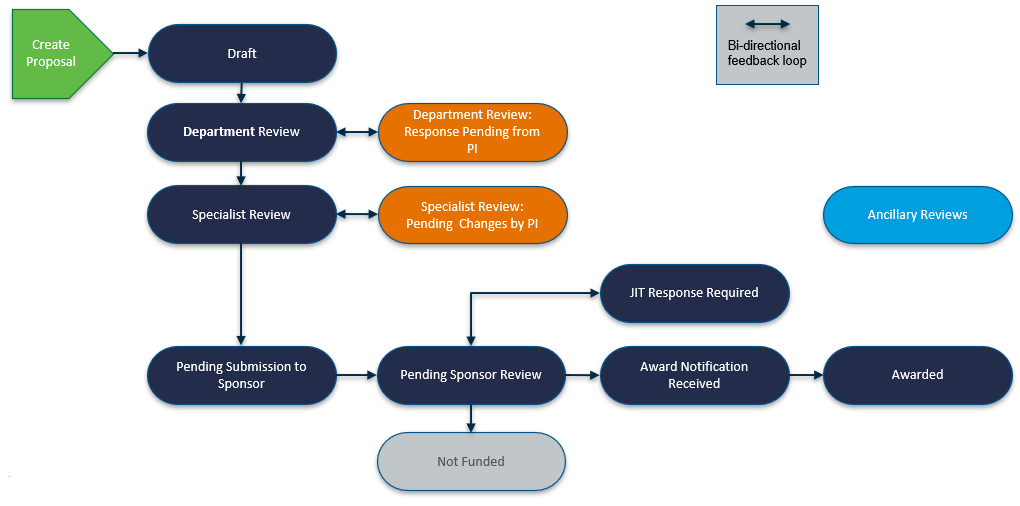 Create
Proposal
Draft
Bi-directional
feedback loop
Department Review
Department Review:
Response Pending from
PI
Specialist Review
Specialist Review:
Pending Changes by PI
Ancillary Reviews
JIT Response Required
Pending Submission to
Sponsor
Pending Sponsor Review
Award Notification
Received
Awarded
Not Funded